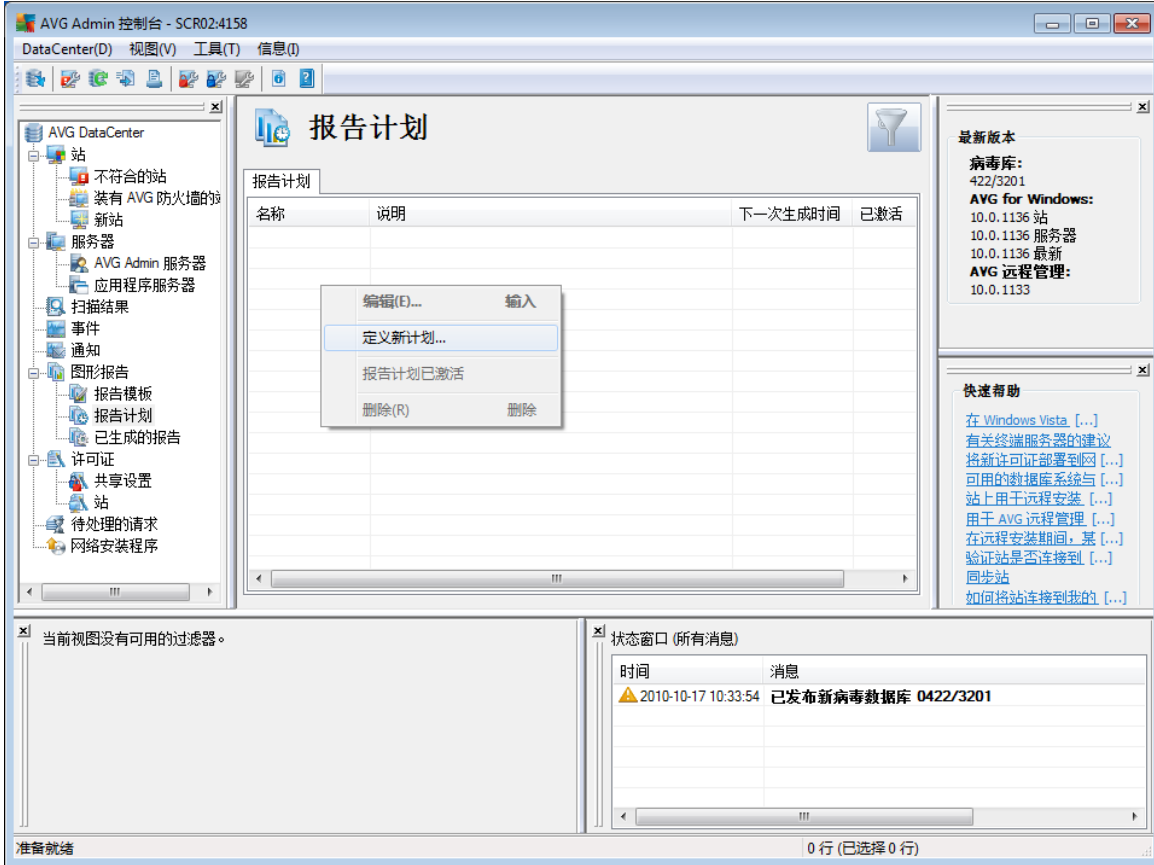 AVG Admin 控制台 - SCR02:4158
DataCenter(D) 视图(V) 工具(T) 信息(I)
AVG DataCenter
站
不符合的站
装有 AVG 防火墙的
新站
服务器
AVG Admin 服务器
应用程序服务器
扫描结果
事件
通知
图形报告
报告模板
报告计划
已生成的报告
许可证
共享设置
站
待处理的请求
网络安装程序
报告计划
报告计划
名称 说明 下一次生成时间 已激活
编辑(E)... 输入
定义新计划...
报告计划已激活
删除(R) 删除
最新版本
病毒库:
422/3201
AVG for Windows:
10.0.1136 站
10.0.1136 服务器
10.0.1136 最新
AVG 远程管理:
10.0.1133
快速帮助
在 Windows Vista [...]
有关终端服务器的建议
将新许可证部署到网 [...]
可用的数据库系统与 [...]
站上用于远程安装 [...]
用于 AVG 远程管理 [...]
在远程安装期间，某 [...]
验证站是否连接到 [...]
同步站
如何将站连接到我的 [...]
当前视图没有可用的过滤器。
状态窗口 (所有消息)
时间 消息
2010-10-17 10:33:54 已发布新病毒数据库 0422/3201
准备就绪
0 行 (已选择 0 行)